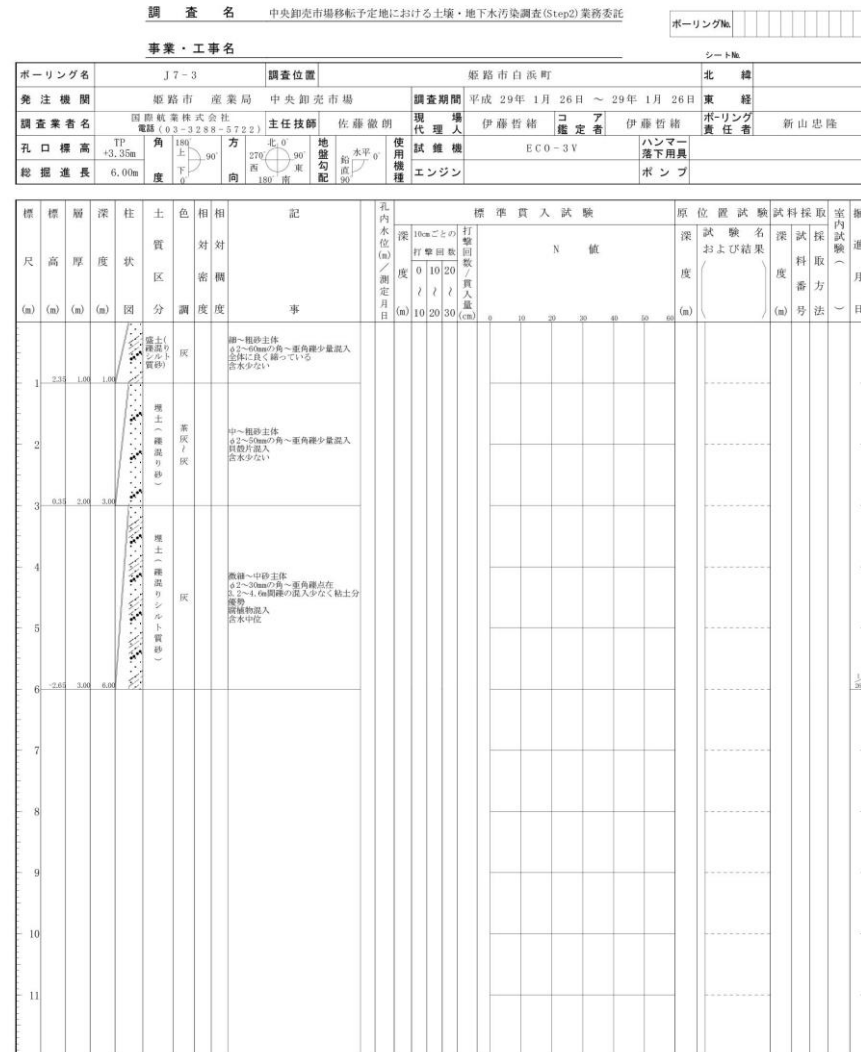 調査名 中央卸売市場移転予定地における土壌・地下水汚染調査(Step2)業務委託
ボーリングNo.
事業・工事名
シートNo.
ボーリング名 J7-3 調査位置 姫路市白浜町 北緯
発注機関 姫路市 産業局 中央卸売市場 調査期間 平成 29年 1月 26日 ～ 29年 1月 26日 東経
調査業者名 国際航業株式会社 電話(03-3288-5722) 主任技師 佐藤徹朗 現場代理人 伊藤哲緒 コア鑑定者 伊藤哲緒 ボーリング責任者 新山忠隆
孔口標高 TP +3.35m 角度 180° 上 90° 下 0° 方向 北 0° 270° 西 90° 東 180° 南 地盤勾配 水平 0° 鉛直 90° 使用機種 試錐機 ECO-3V ハンマー落下用具
総掘進長 6.00m エンジン ポンプ
標尺(m) 標高(m) 層厚(m) 深度(m) 柱状図 土質区分 色調 相対密度 相対稠度 記事 孔内水位(m)/測定月日 標準貫入試験 原位置試験 試料採取 室内試験( ) 掘進月日
深度(m) 10cmごとの打撃回数 0～10 10～20 20～30 打撃回数/貫入量(cm) N値 深度(m) 試験名および結果 深度(m) 試料番号 採取方法
0 10 20 30 40 50 60
盛土(礫混りシルト質砂) 灰 細～粗砂主体
φ2～60mmの角～亜角礫少量混入
全体に良く締っている
含水少ない
1 2.35 1.00 1.00
埋土(礫混り砂) 茶灰～灰 中～粗砂主体
φ2～50mmの角～亜角礫少量混入
貝殻片混入
含水少ない
2
3 0.35 2.00 3.00
4
埋土(礫混りシルト質砂) 灰 微細～中砂主体
φ2～30mmの角～亜角礫点在
3.2～4.6m間礫の混入少なく粘土分
優勢
腐植物混入
含水中位
5
6 -2.65 3.00 6.00
7
8
9
10
11